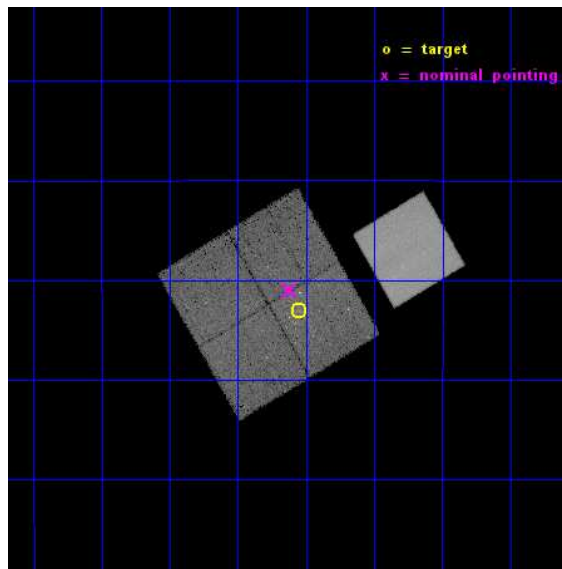 o = target
x = nominal pointing